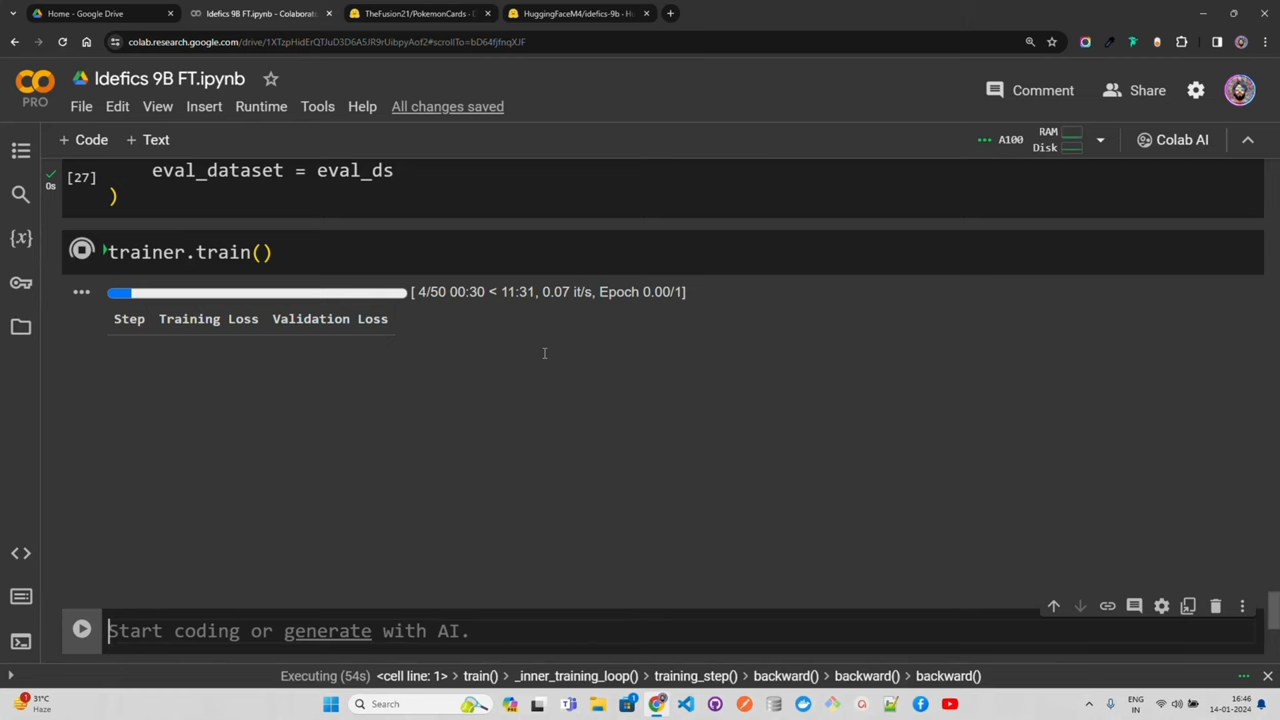 Home - Google Drive
Idefics 9B FT.ipynb - Colaborate
TheFusion21/PokemonCards - D
HuggingFaceM4/idefics-9b - Hu
colab.research.google.com/drive/1XTzpHidErQTJuD3D6A5JR9rUibpyAof2#scrollTo=bD64fjfnqXJF
Idefics 9B FT.ipynb
PRO
File Edit View Insert Runtime Tools Help All changes saved
Comment
Share
+ Code + Text
A100
RAM
Disk
Colab AI
0s
[27]
eval_dataset = eval_ds
)
trainer.train()
[ 4/50 00:30 < 11:31, 0.07 it/s, Epoch 0.00/1]
Step Training Loss Validation Loss
Start coding or generate with AI.
Executing (54s) <cell line: 1> train() _inner_training_loop() training_step() backward() backward() backward()
1
31°C
Haze
Search
1
ENG
IN
16:46
14-01-2024